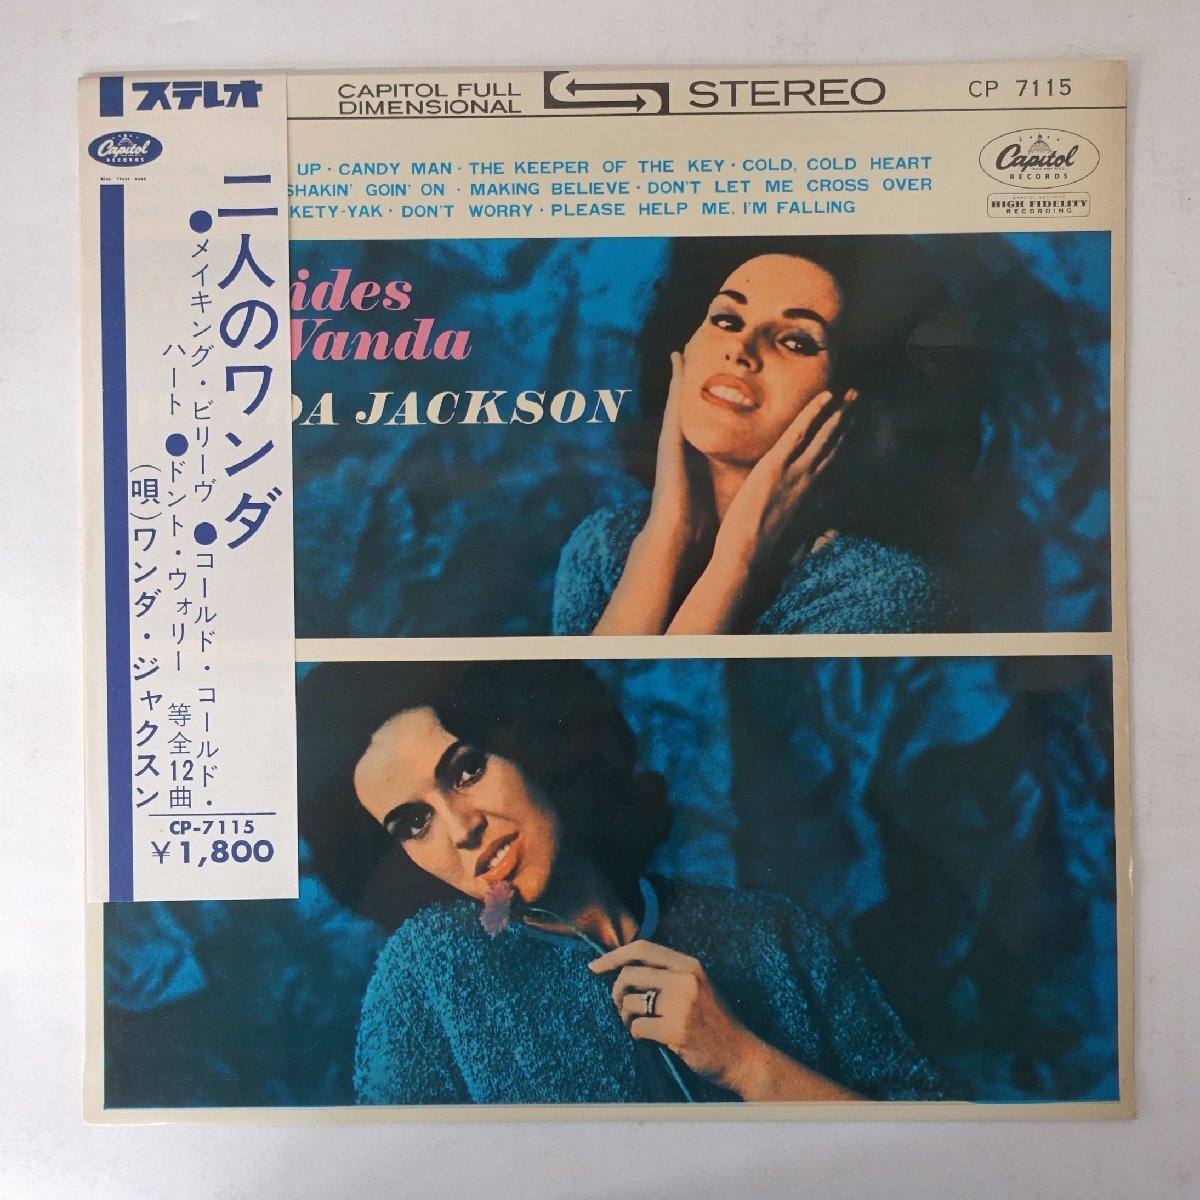 ステレオ
Capitol
RECORDS
二人のワンダ
●メイキング・ビリーヴ ●コールド・コールド・
ハート ●ドント・ウォリー 等全12曲
(唄)ワンダ・ジャクスン
CP-7115
¥1,800
CAPITOL FULL
DIMENSIONAL
STEREO
CP 7115
UP · CANDY MAN · THE KEEPER OF THE KEY · COLD, COLD HEART
SHAKIN' GOIN' ON · MAKING BELIEVE · DON'T LET ME CROSS OVER
KETY-YAK · DON'T WORRY · PLEASE HELP ME, I'M FALLING
Capitol
RECORDS
HIGH FIDELITY
RECORDING
ides
Wanda
DA JACKSON